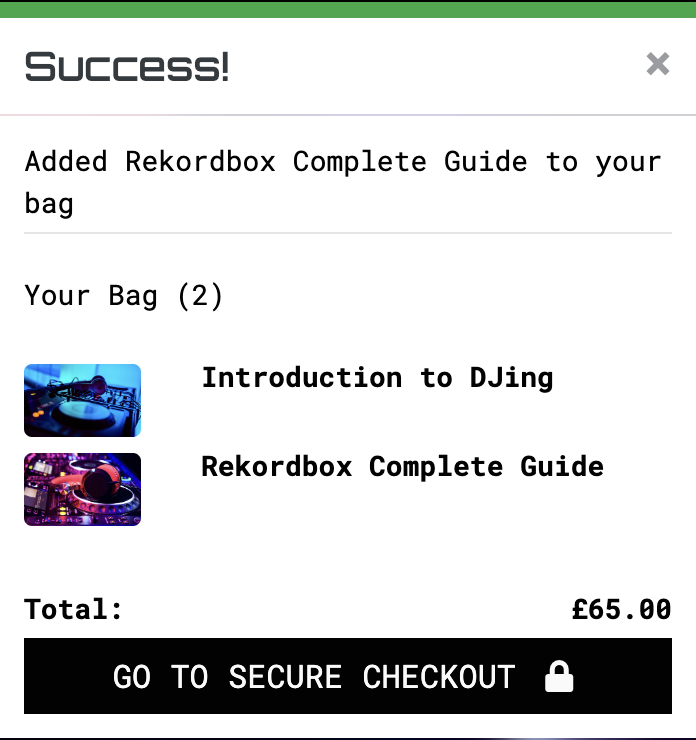 Success!
×
Added Rekordbox Complete Guide to your
bag
Your Bag (2)
Introduction to DJing
Rekordbox Complete Guide
Total: £65.00
GO TO SECURE CHECKOUT